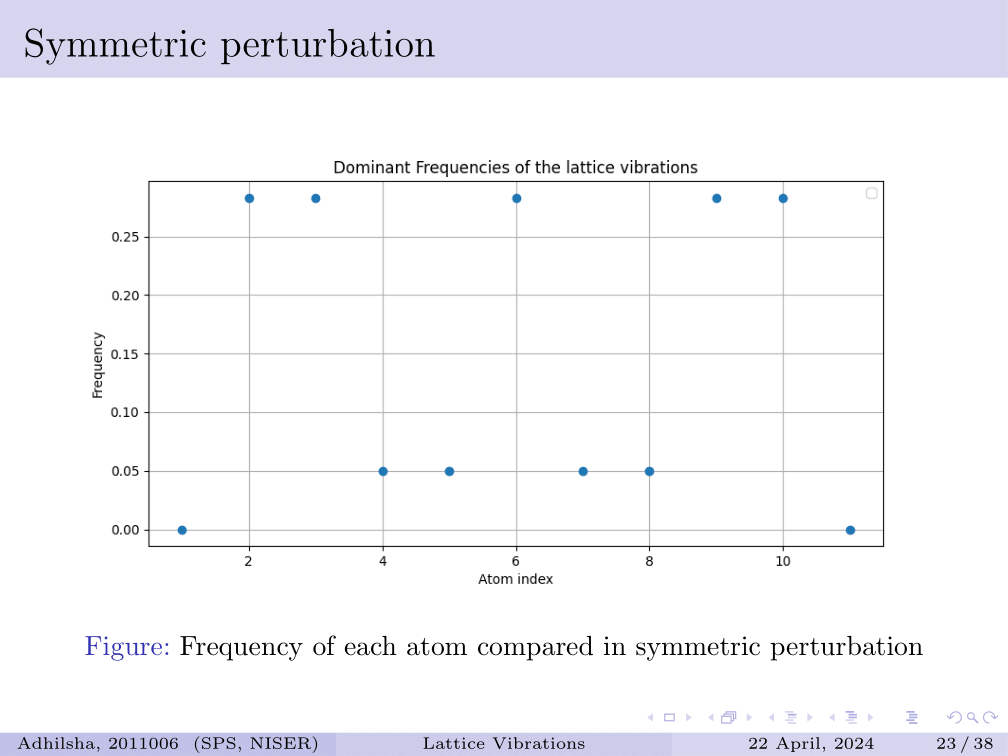 Symmetric perturbation
Dominant Frequencies of the lattice vibrations
0.25
0.20
0.15
0.10
0.05
0.00
Frequency
2 4 6 8 10
Atom index
Figure: Frequency of each atom compared in symmetric perturbation
Adhilsha, 2011006 (SPS, NISER) Lattice Vibrations 22 April, 2024 23 / 38